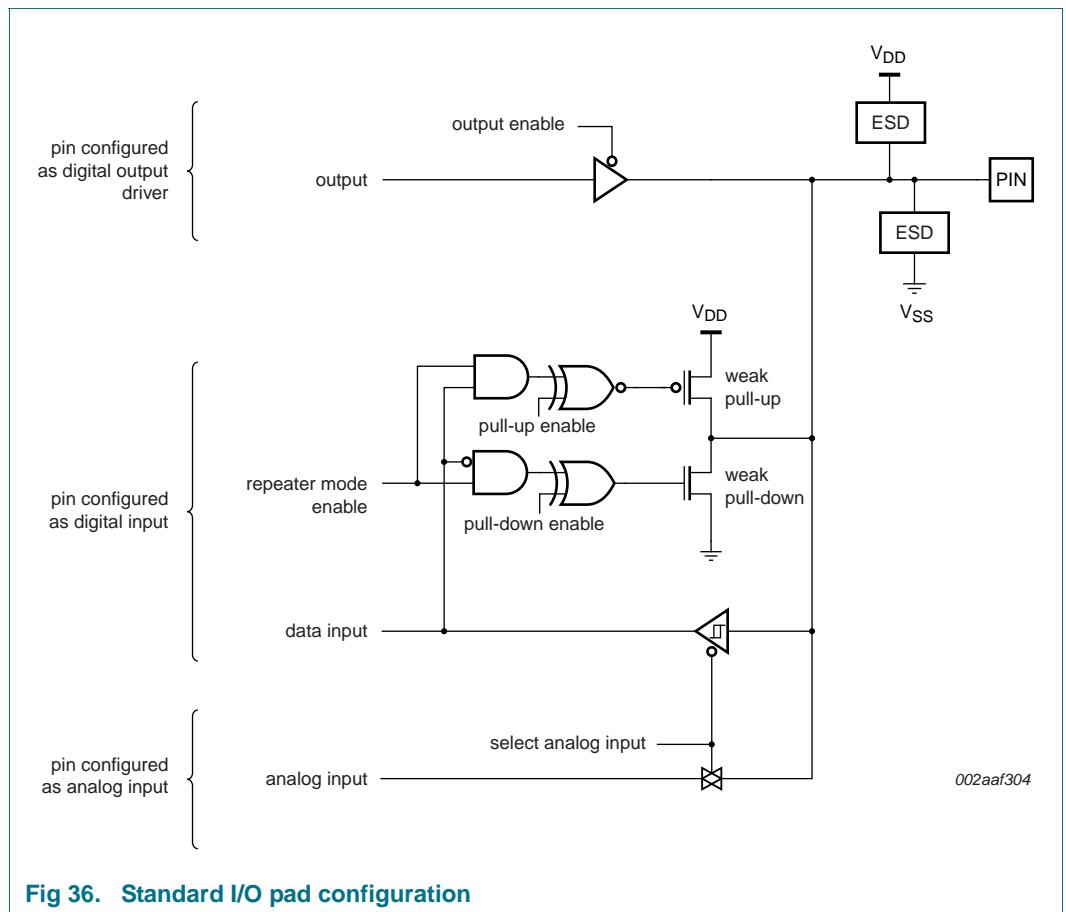 VDD
ESD
output enable
pin configured
as digital output
driver
output
PIN
ESD
VSS
VDD
weak
pull-up
pull-up enable
pin configured
as digital input
repeater mode
enable
weak
pull-down
pull-down enable
data input
select analog input
pin configured
as analog input
analog input
002aaf304
Fig 36. Standard I/O pad configuration